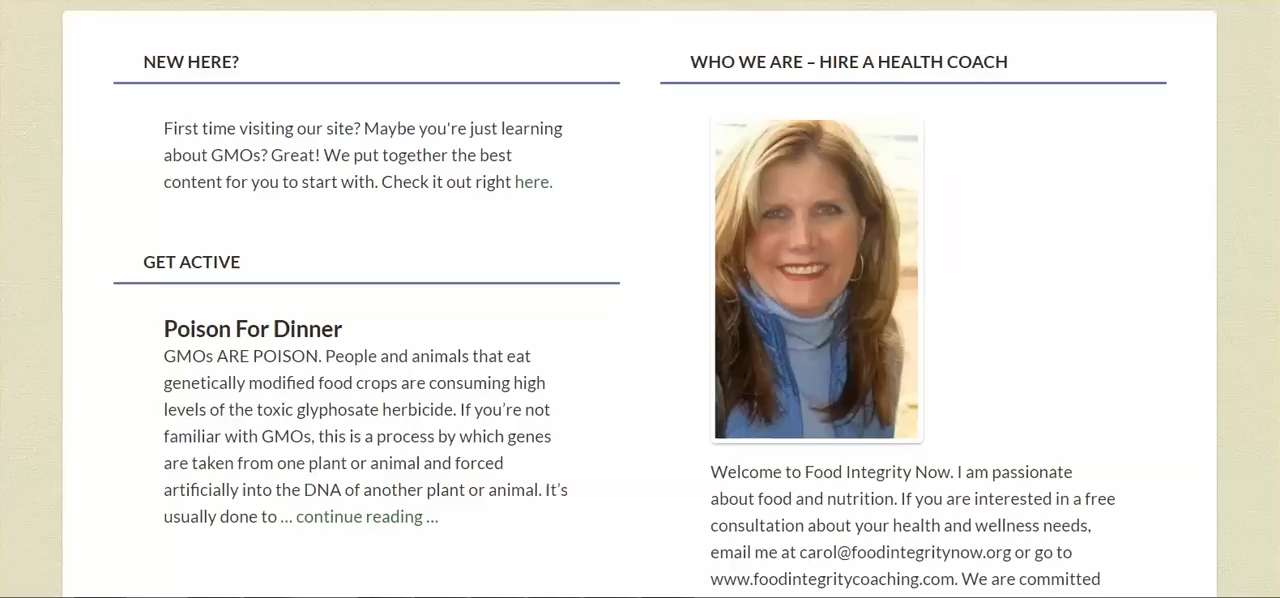 NEW HERE?
First time visiting our site? Maybe you're just learning
about GMOs? Great! We put together the best
content for you to start with. Check it out right here.
GET ACTIVE
Poison For Dinner
GMOs ARE POISON. People and animals that eat
genetically modified food crops are consuming high
levels of the toxic glyphosate herbicide. If you’re not
familiar with GMOs, this is a process by which genes
are taken from one plant or animal and forced
artificially into the DNA of another plant or animal. It’s
usually done to ... continue reading ...
WHO WE ARE – HIRE A HEALTH COACH
Welcome to Food Integrity Now. I am passionate
about food and nutrition. If you are interested in a free
consultation about your health and wellness needs,
email me at carol@foodintegritynow.org or go to
www.foodintegritycoaching.com. We are committed